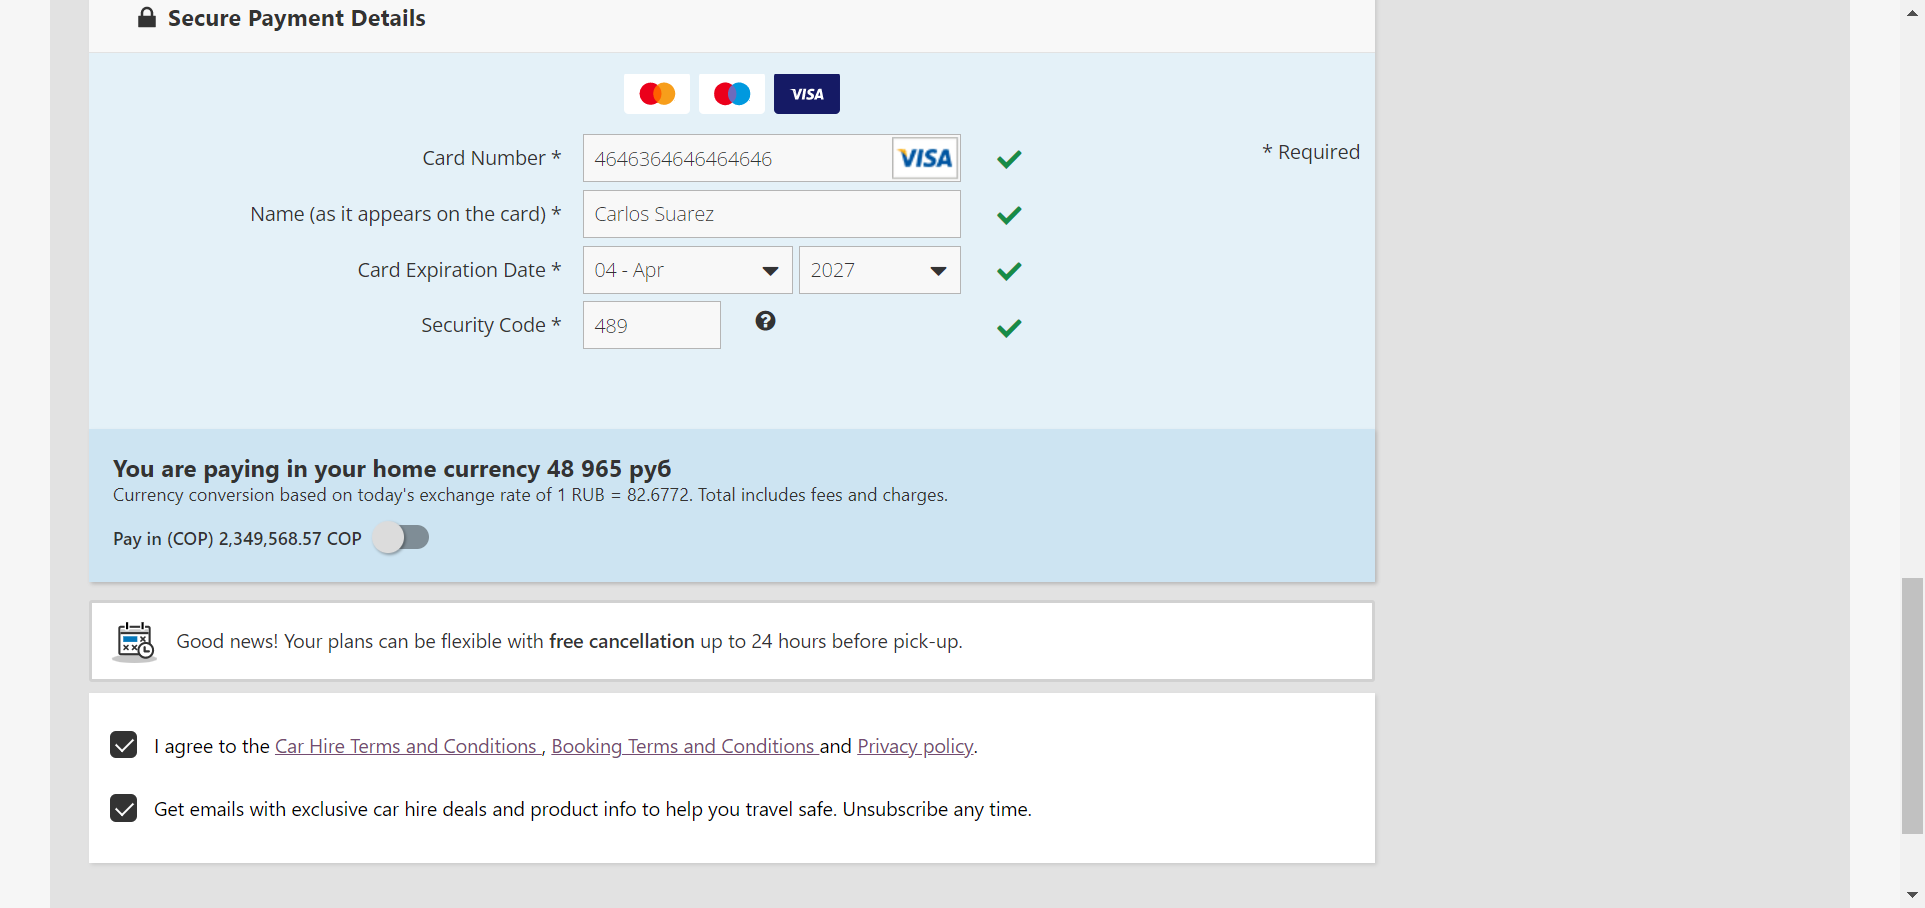 Secure Payment Details
VISA
Card Number *
4646364646464646
VISA
* Required
Name (as it appears on the card) *
Carlos Suarez
Card Expiration Date *
04 - Apr
2027
Security Code *
489
?
You are paying in your home currency 48 965 руб
Currency conversion based on today's exchange rate of 1 RUB = 82.6772. Total includes fees and charges.
Pay in (COP) 2,349,568.57 COP
Good news! Your plans can be flexible with free cancellation up to 24 hours before pick-up.
I agree to the Car Hire Terms and Conditions , Booking Terms and Conditions and Privacy policy.
Get emails with exclusive car hire deals and product info to help you travel safe. Unsubscribe any time.